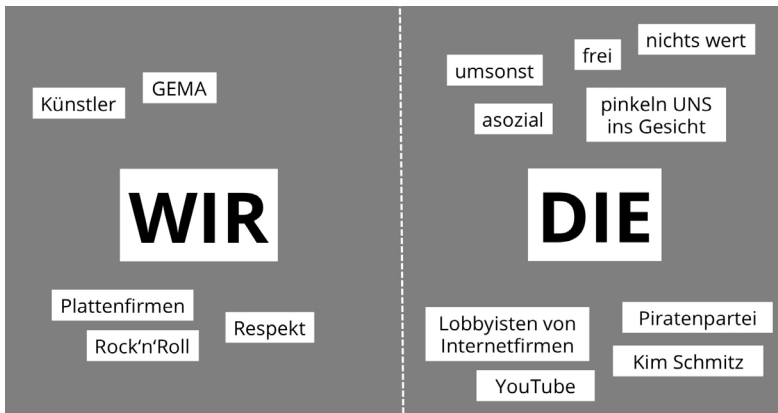 Künstler
GEMA
WIR
Plattenfirmen
Rock‘n‘Roll
Respekt
umsonst
frei
nichts wert
asozial
pinkeln UNS
ins Gesicht
DIE
Lobbyisten von
Internetfirmen
Piratenpartei
Kim Schmitz
YouTube